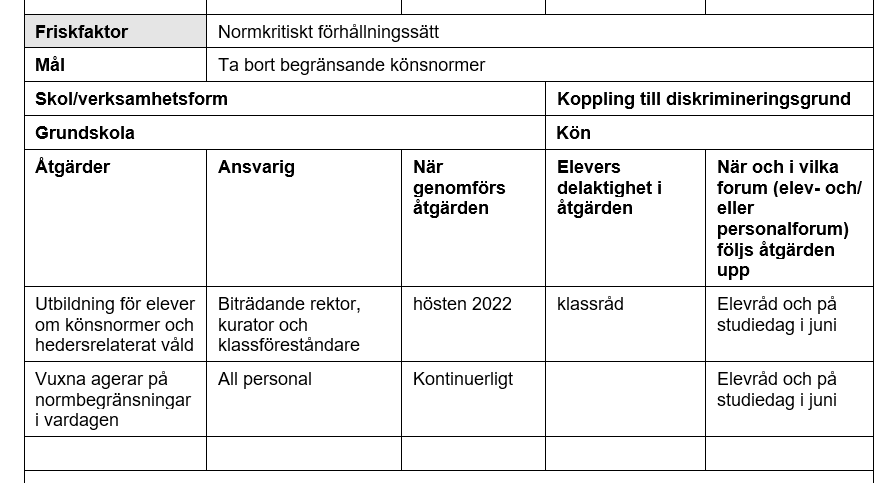 Friskfaktor
Normkritiskt förhållningssätt
Mål
Ta bort begränsande könsnormer
Skol/verksamhetsform
Koppling till diskrimineringsgrund
Grundskola
Kön
Åtgärder
Ansvarig
När
genomförs
åtgärden
Elevers
delaktighet i
åtgärden
När och i vilka
forum (elev- och/
eller
personalforum)
följs åtgärden
upp
Utbildning för elever
om könsnormer och
hedersrelaterat våld
Biträdande rektor,
kurator och
klassföreståndare
hösten 2022
klassråd
Elevråd och på
studiedag i juni
Vuxna agerar på
normbegränsningar
i vardagen
All personal
Kontinuerligt
Elevråd och på
studiedag i juni